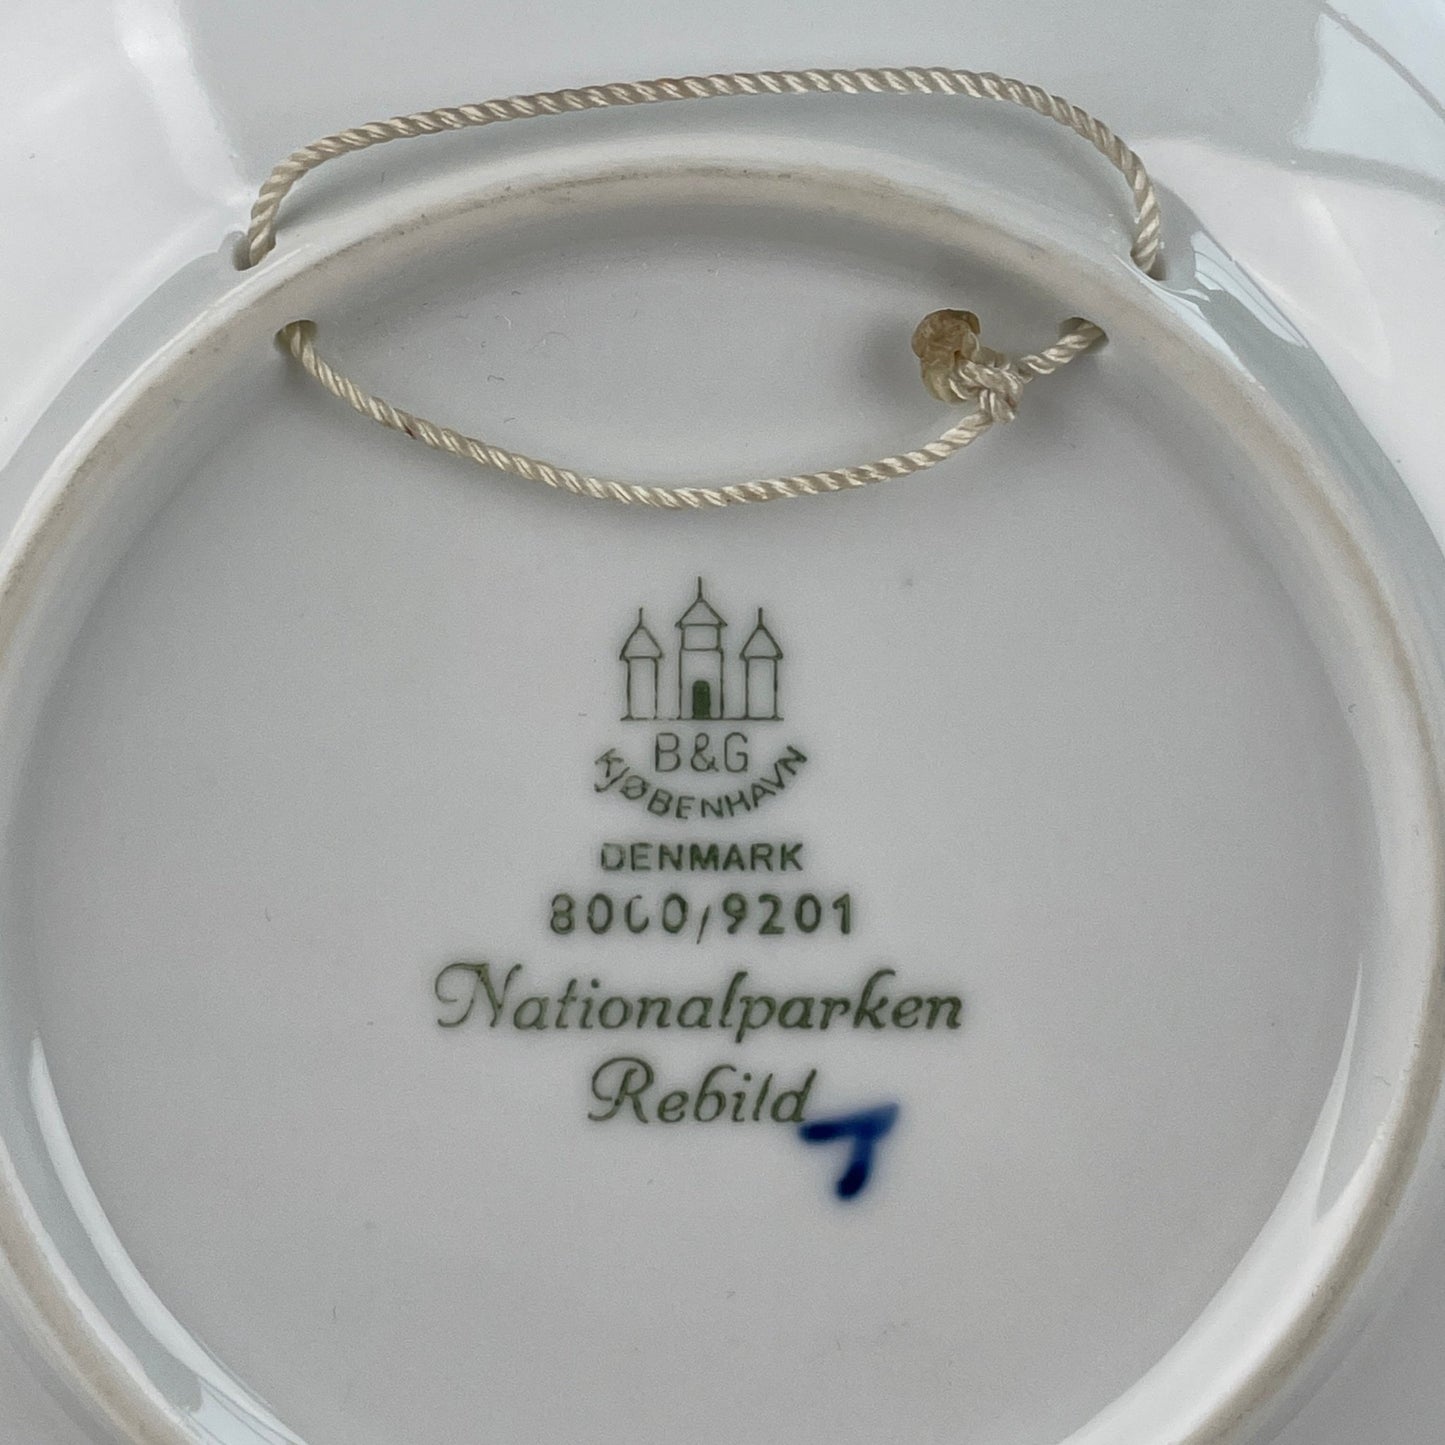 B&G
KJØBENHAVN
DENMARK
8000/9201
Nationalparken
Rebild